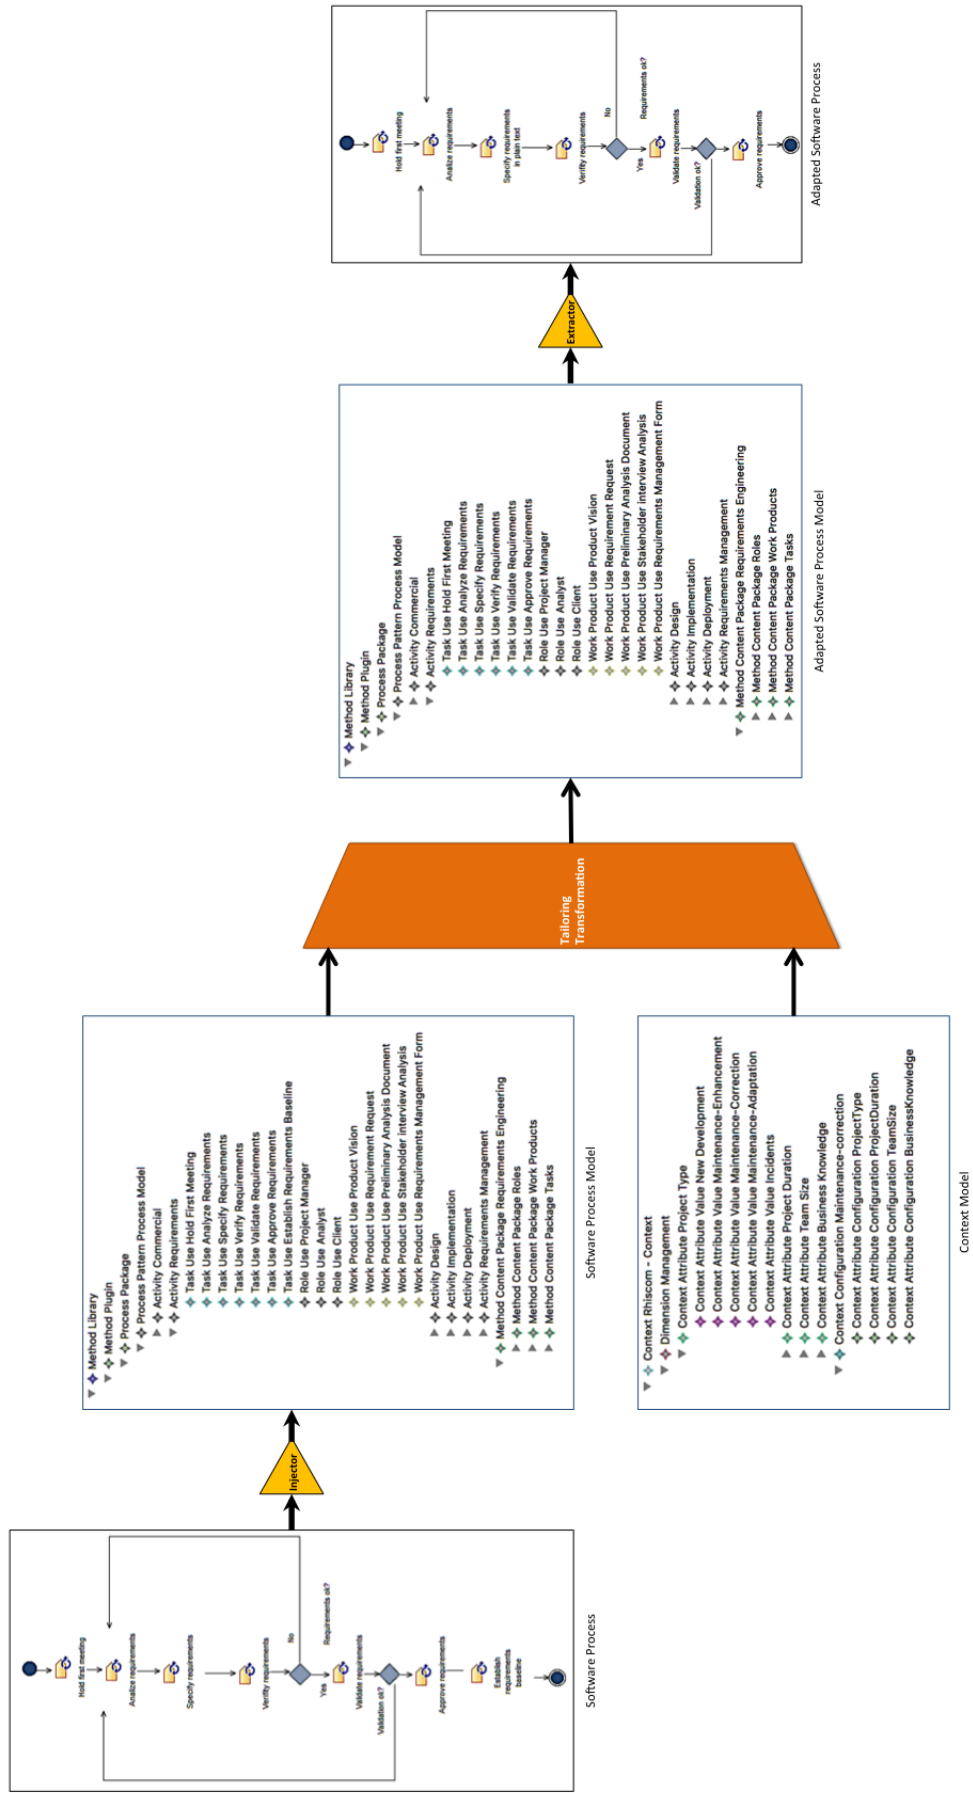 Hold first meeting
Analize requirements
Specify requirements
Verifity requirements
No
Requirements ok?
Yes
Validate requirements
Validation ok?
Approve requirements
Establish
requirements
baseline
Software Process
Injector
Method Library
Method Plugin
Process Package
Process Pattern Process Model
Activity Commercial
Activity Requirements
Task Use Hold First Meeting
Task Use Analyze Requirements
Task Use Specify Requirements
Task Use Verify Requirements
Task Use Validate Requirements
Task Use Approve Requirements
Task Use Establish Requirements Baseline
Role Use Project Manager
Role Use Analyst
Role Use Client
Work Product Use Product Vision
Work Product Use Requirement Request
Work Product Use Preliminary Analysis Document
Work Product Use Stakeholder interview Analysis
Work Product Use Requirements Management Form
Activity Design
Activity Implementation
Activity Deployment
Activity Requirements Management
Method Content Package Requirements Engineering
Method Content Package Roles
Method Content Package Work Products
Method Content Package Tasks
Software Process Model
Context Rhiscom - Context
Dimension Management
Context Attribute Project Type
Context Attribute Value New Development
Context Attribute Value Maintenance-Enhancement
Context Attribute Value Maintenance-Correction
Context Attribute Value Maintenance-Adaptation
Context Attribute Value Incidents
Context Attribute Project Duration
Context Attribute Team Size
Context Attribute Business Knowledge
Context Configuration Maintenance-correction
Context Attribute Configuration ProjectType
Context Attribute Configuration ProjectDuration
Context Attribute Configuration TeamSize
Context Attribute Configuration BusinessKnowledge
Context Model
Tailoring
Transformation
Method Library
Method Plugin
Process Package
Process Pattern Process Model
Activity Commercial
Activity Requirements
Task Use Hold First Meeting
Task Use Analyze Requirements
Task Use Specify Requirements
Task Use Verify Requirements
Task Use Validate Requirements
Task Use Approve Requirements
Role Use Project Manager
Role Use Analyst
Role Use Client
Work Product Use Product Vision
Work Product Use Requirement Request
Work Product Use Preliminary Analysis Document
Work Product Use Stakeholder interview Analysis
Work Product Use Requirements Management Form
Activity Design
Activity Implementation
Activity Deployment
Activity Requirements Management
Method Content Package Requirements Engineering
Method Content Package Roles
Method Content Package Work Products
Method Content Package Tasks
Adapted Software Process Model
Extractor
Hold first meeting
Analize requirements
Specify requirements
in plain text
Verifity requirements
No
Requirements ok?
Yes
Validate requirements
Validation ok?
Approve requirements
Adapted Software Process